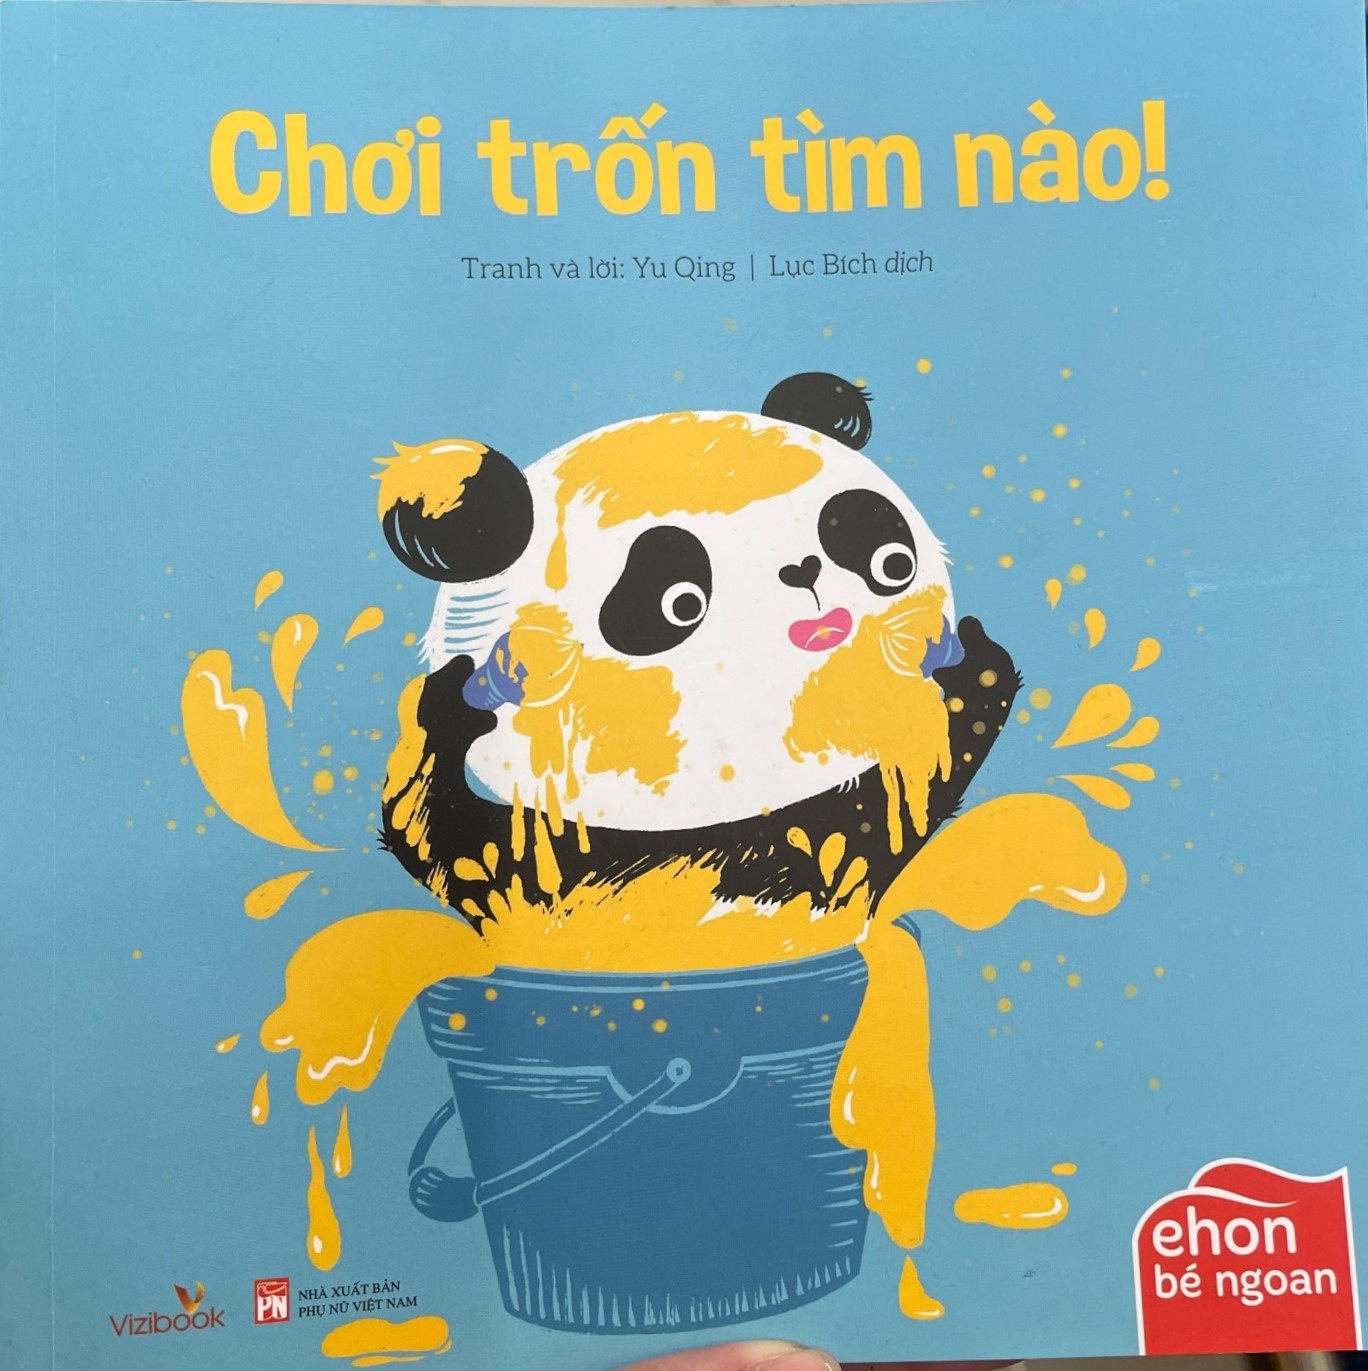 Chơi trốn tìm nào!
Tranh và lời: Yu Qing | Lục Bích dịch
ehon
bé ngoan
Vizibook
PN
NHÀ XUẤT BẢN
PHỤ NỮ VIỆT NAM